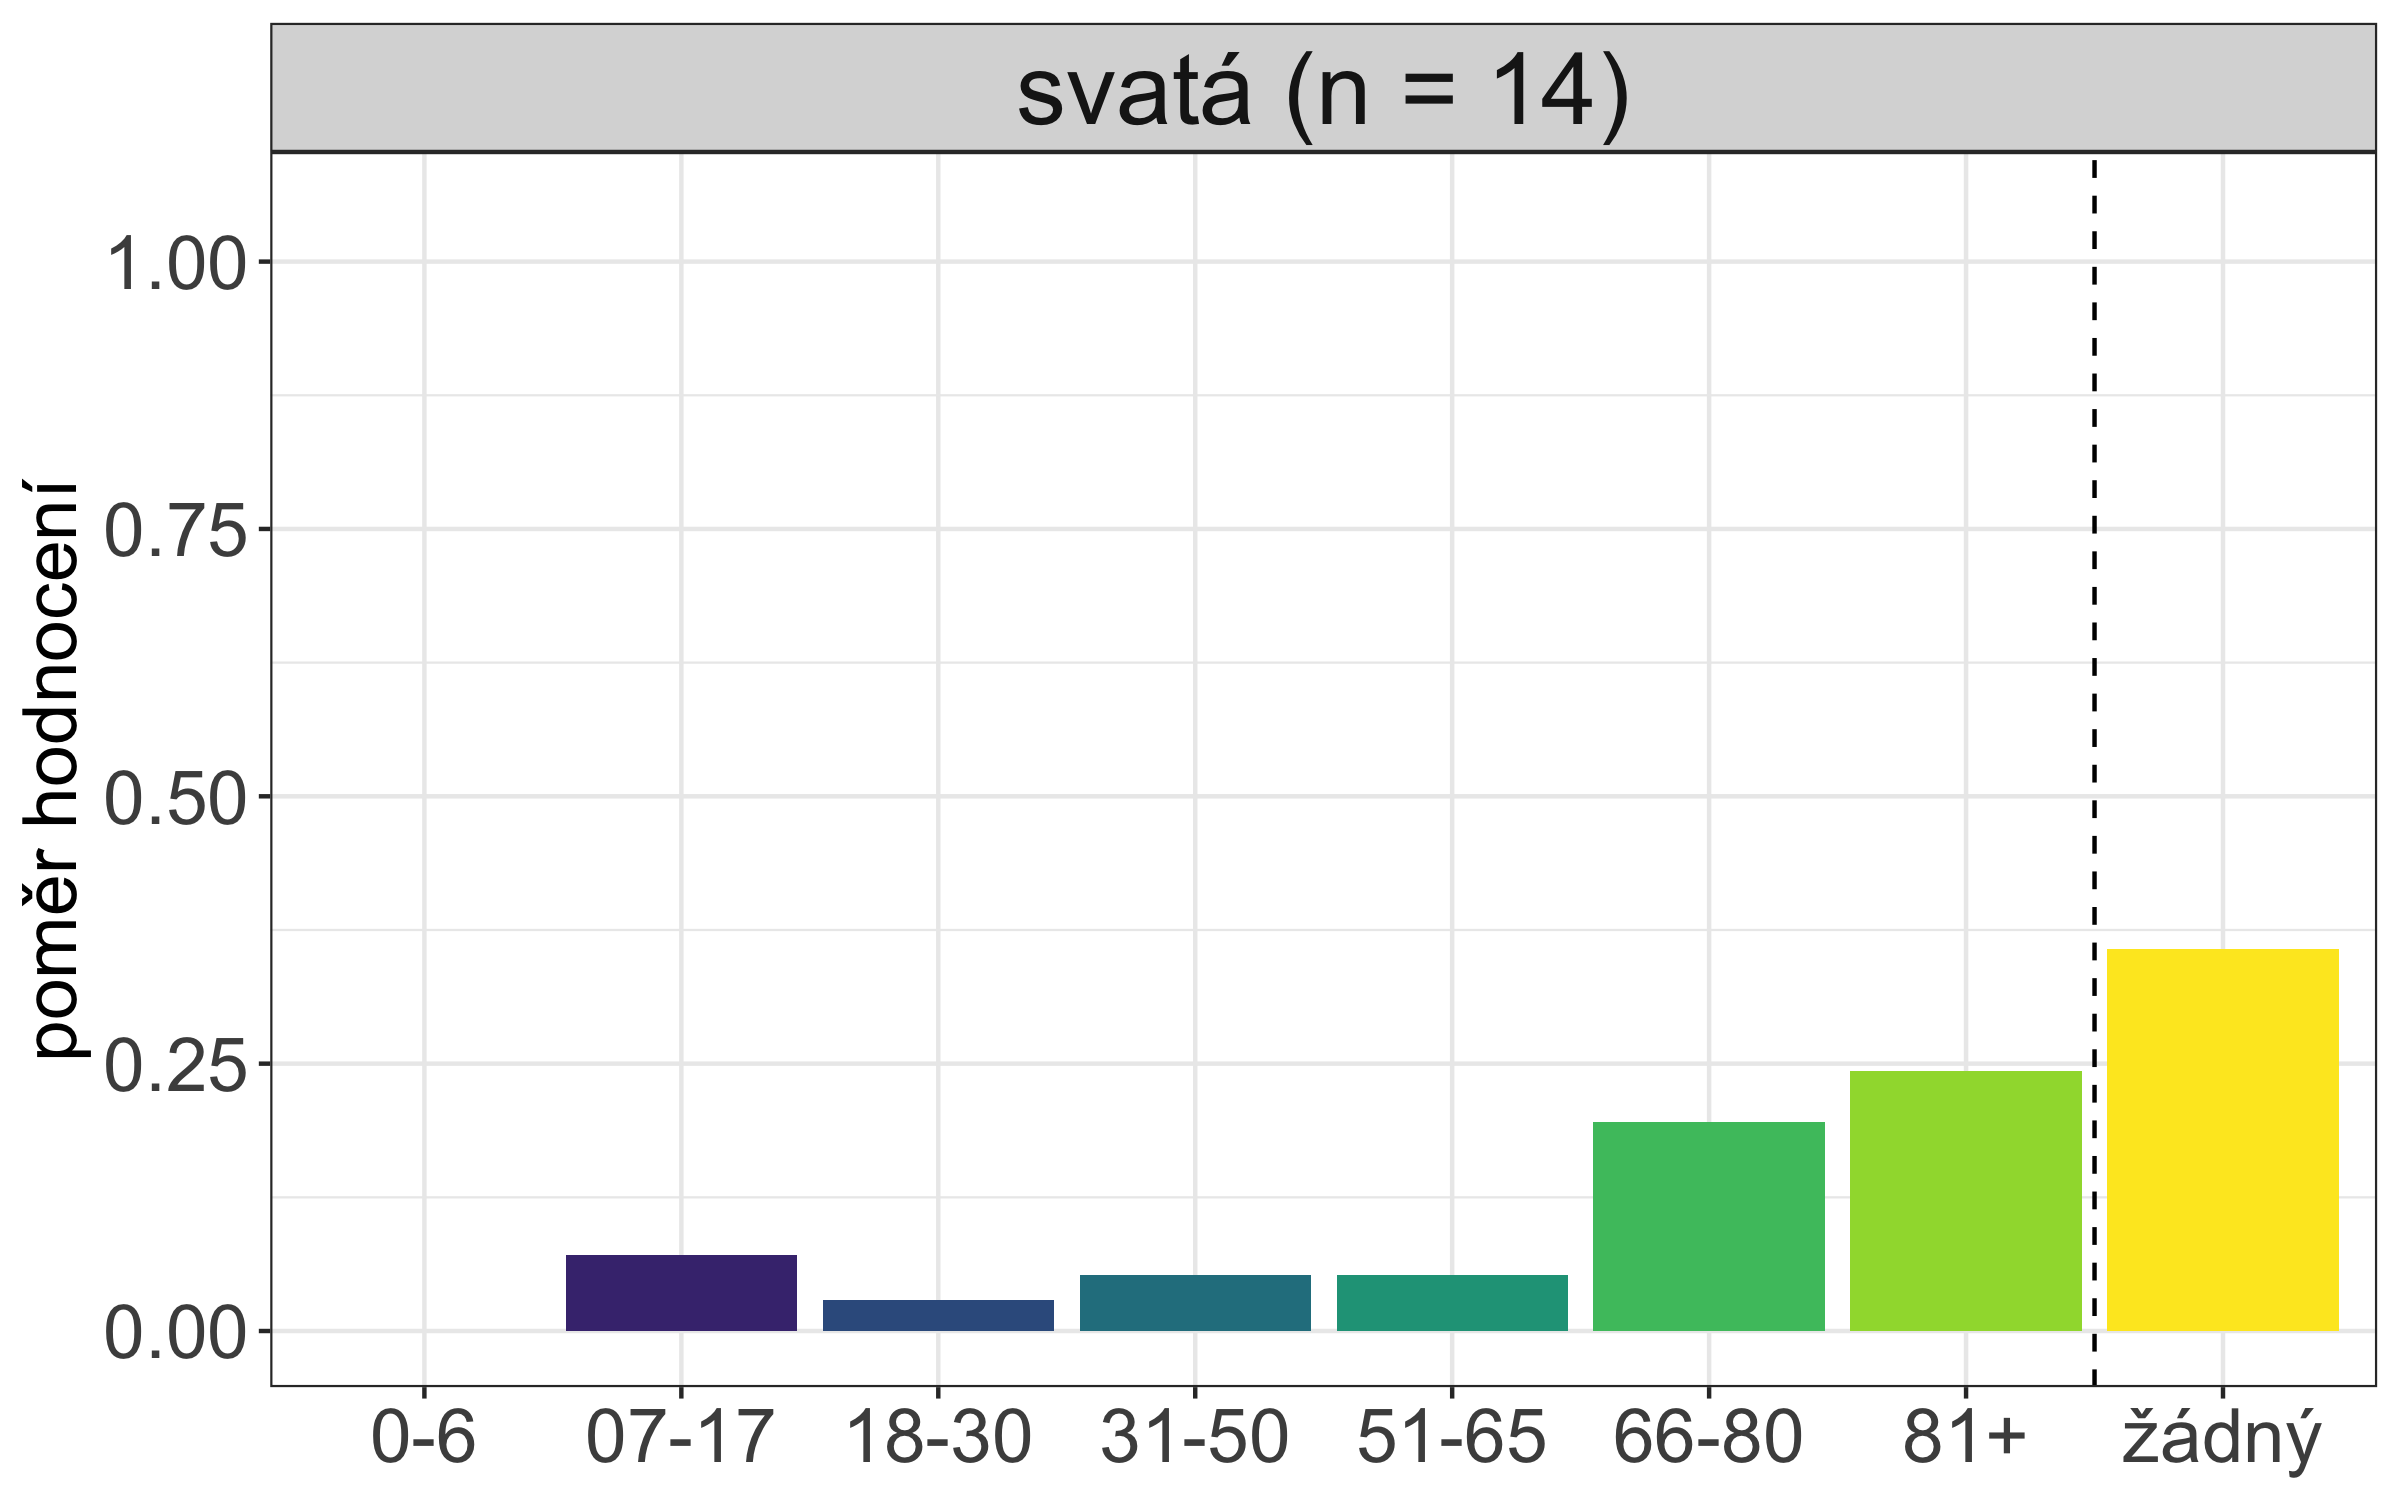 svatá (n = 14)
poměr hodnocení
1.00
0.75
0.50
0.25
0.00
0-6 07-17 18-30 31-50 51-65 66-80 81+ žádný